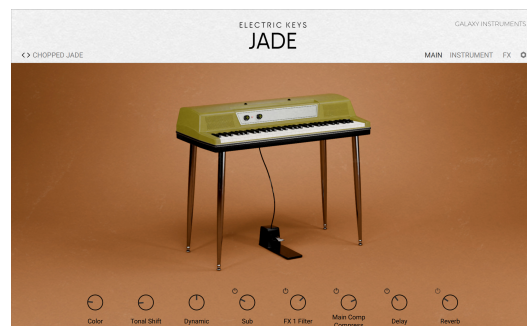 ELECTRIC KEYS
GALAXY INSTRUMENTS
JADE
<> CHOPPED JADE
MAIN INSTRUMENT FX
Color Tonal Shift Dynamic Sub FX 1 Filter Main Comp Delay Reverb
Compress